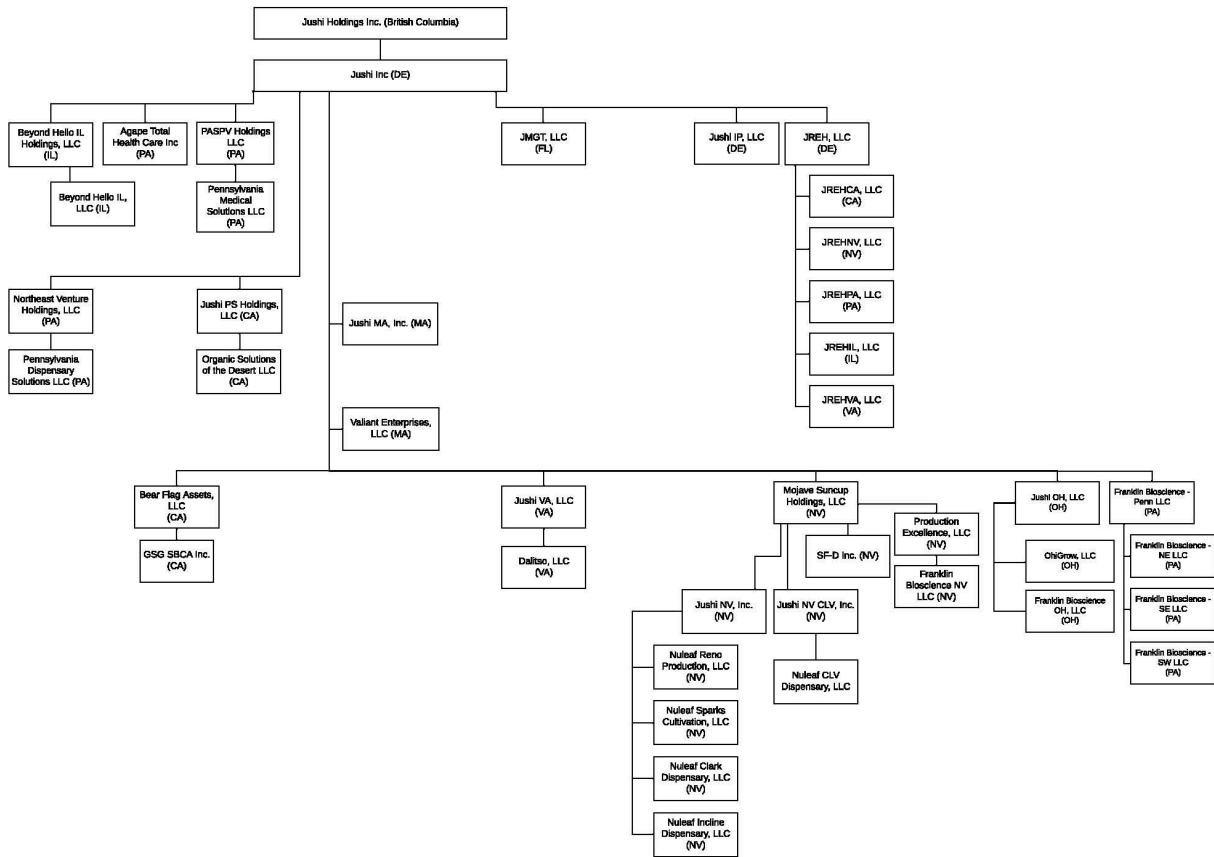 Jushi Holdings Inc. (British Columbia)
Jushi Inc (DE)
Beyond Hello IL
Holdings, LLC
(IL)
Agape Total
Health Care Inc
(PA)
PASPV Holdings
LLC
(PA)
JMGT, LLC
(FL)
Jushi IP, LLC
(DE)
JREH, LLC
(DE)
Beyond Hello IL,
LLC (IL)
Pennsylvania
Medical
Solutions LLC
(PA)
JREHCA, LLC
(CA)
JREHNV, LLC
(NV)
JREHPA, LLC
(PA)
JREHIL, LLC
(IL)
JREHVA, LLC
(VA)
Northeast Venture
Holdings, LLC
(PA)
Jushi PS Holdings,
LLC (CA)
Jushi MA, Inc. (MA)
Pennsylvania
Dispensary
Solutions LLC (PA)
Organic Solutions
of the Desert LLC
(CA)
Valiant Enterprises,
LLC (MA)
Bear Flag Assets,
LLC
(CA)
GSG SBCA Inc.
(CA)
Jushi VA, LLC
(VA)
Dalitso, LLC
(VA)
Mojave Suncup
Holdings, LLC
(NV)
Production
Excellence, LLC
(NV)
SF-D Inc. (NV)
Franklin
Bioscience NV
LLC (NV)
Jushi NV, Inc.
(NV)
Jushi NV CLV, Inc.
(NV)
Nuleaf Reno
Production, LLC
(NV)
Nuleaf CLV
Dispensary, LLC
Nuleaf Sparks
Cultivation, LLC
(NV)
Nuleaf Clark
Dispensary, LLC
(NV)
Nuleaf Incline
Dispensary, LLC
(NV)
Jushi OH, LLC
(OH)
OhiGrow, LLC
(OH)
Franklin Bioscience
OH, LLC
(OH)
Franklin Bioscience -
Penn LLC
(PA)
Franklin Bioscience -
NE LLC
(PA)
Franklin Bioscience -
SE LLC
(PA)
Franklin Bioscience -
SW LLC
(PA)